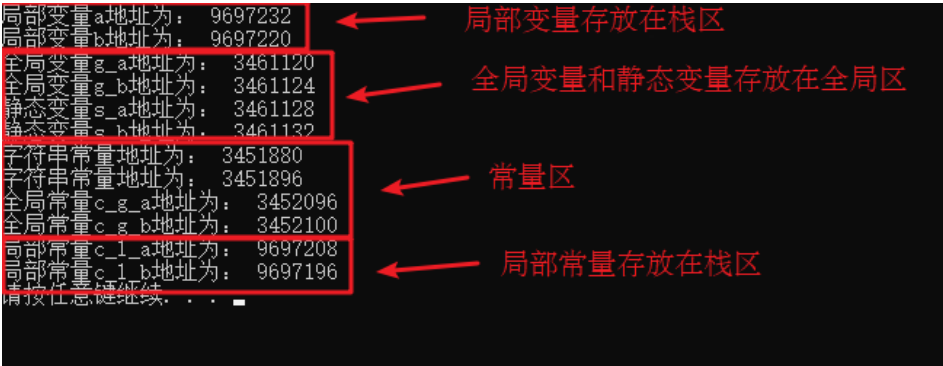 局部变量a地址为： 9697232
局部变量b地址为： 9697220
局部变量存放在栈区
全局变量g_a地址为： 3461120
全局变量g_b地址为： 3461124
静态变量s_a地址为： 3461128
静态变量s_b地址为： 3461132
全局变量和静态变量存放在全局区
字符串常量地址为： 3451880
字符串常量地址为： 3451896
全局常量c_g_a地址为： 3452096
全局常量c_g_b地址为： 3452100
常量区
局部常量c_l_a地址为： 9697208
局部常量c_l_b地址为： 9697196
局部常量存放在栈区
请按任意键继续. . .